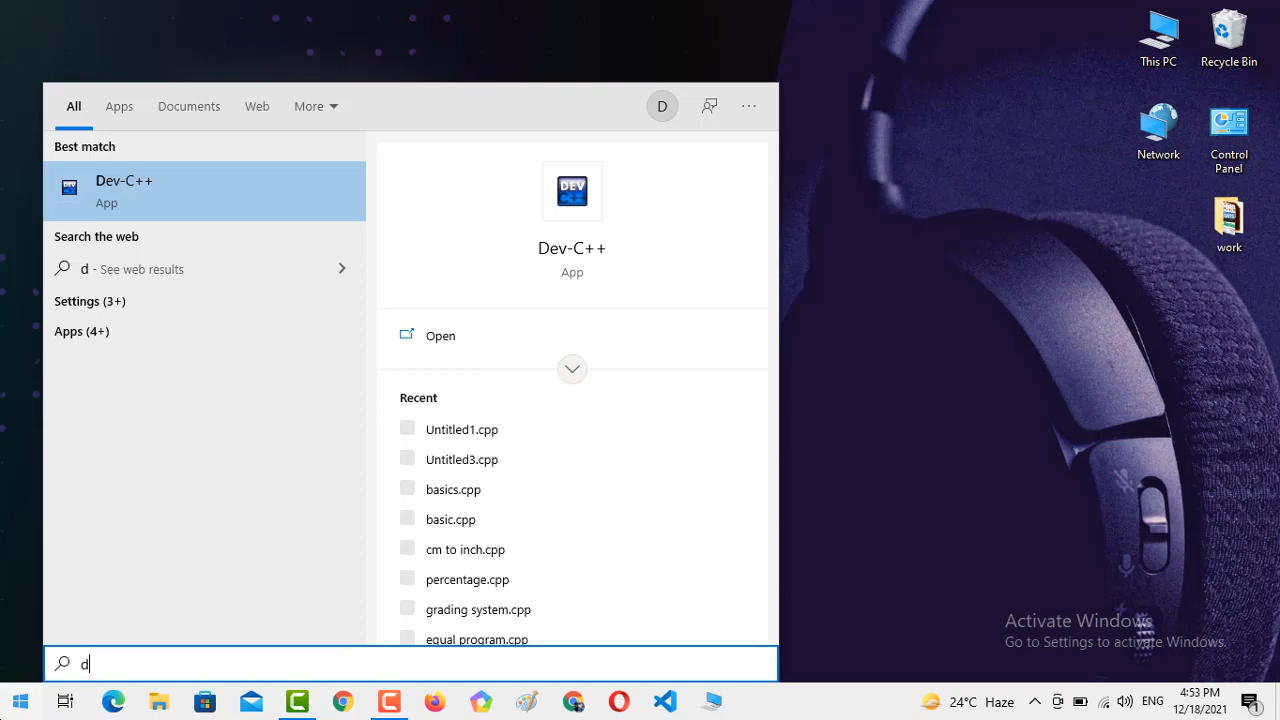 All Apps Documents Web More D
Best match
Dev-C++
App
Search the web
d - See web results
Settings (3+)
Apps (4+)
DEV
C++
Dev-C++
App
Open
Recent
Untitled1.cpp
Untitled3.cpp
basics.cpp
basic.cpp
cm to inch.cpp
percentage.cpp
grading system.cpp
equal program.cpp
d
This PC
Recycle Bin
Network
Control
Panel
work
Activate Windows
Go to Settings to activate Windows.
24°C Haze
ENG
4:53 PM
12/18/2021
1